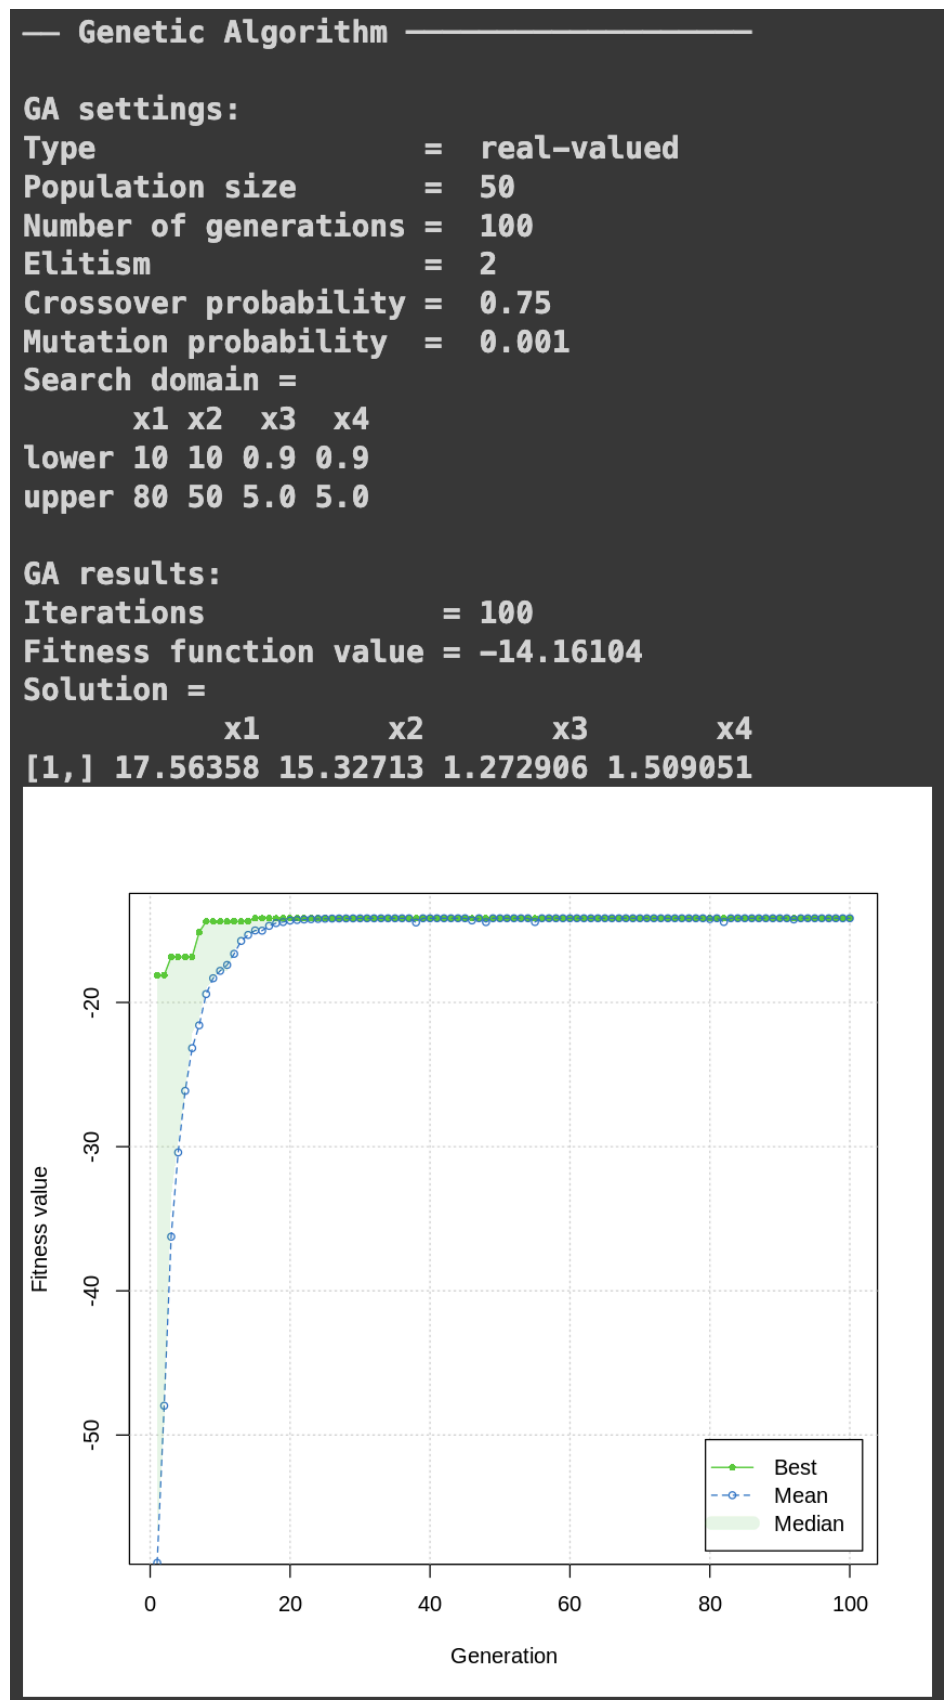 ── Genetic Algorithm ───────────────────
GA settings:
Type                  =  real-valued
Population size       =  50
Number of generations =  100
Elitism               =  2
Crossover probability =  0.75
Mutation probability  =  0.001
Search domain =
      x1 x2  x3  x4
lower 10 10 0.9 0.9
upper 80 50 5.0 5.0
GA results:
Iterations             = 100
Fitness function value = -14.16104
Solution =
           x1       x2       x3       x4
[1,] 17.56358 15.32713 1.272906 1.509051
Fitness value
-20
-30
-40
-50
Best
Mean
Median
0 20 40 60 80 100
Generation